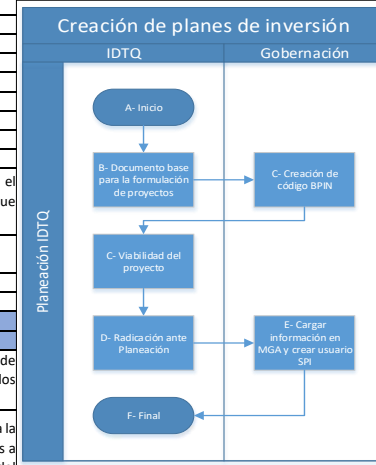 Creación de planes de inversión
IDTQ
Gobernación
Planeación IDTQ
A- Inicio
B- Documento base
para la formulación
de proyectos
C- Creación de
código BPIN
C- Viabilidad del
proyecto
D- Radicación ante
Planeación
E- Cargar
información en
MGA y crear usuario
SPI
F- Final
el
de
a la
s a